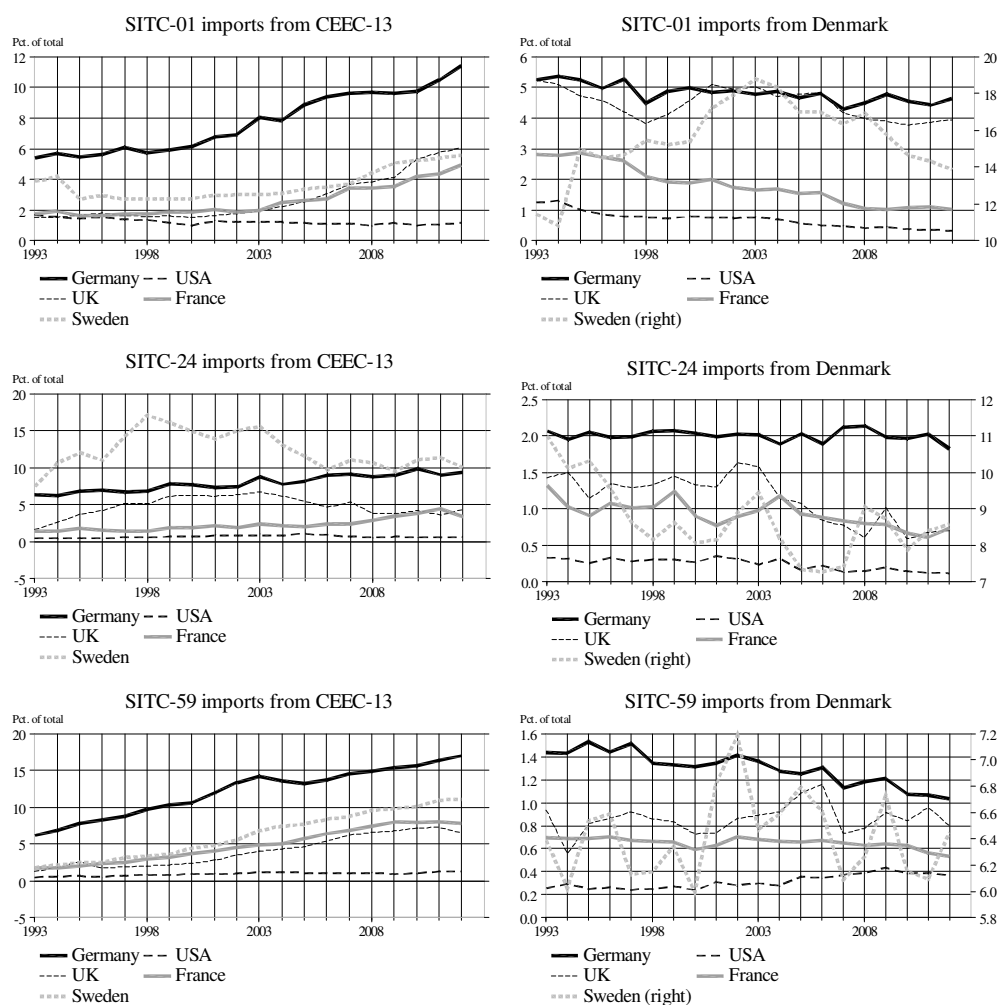 SITC-01 imports from CEEC-13
Pct. of total
12
10
8
6
4
2
0
1993 1998 2003 2008
Germany USA
UK France
Sweden
SITC-01 imports from Denmark
Pct. of total
6 20
5 18
4 16
3
2 14
1 12
0 10
1993 1998 2003 2008
Germany USA
UK France
Sweden (right)
SITC-24 imports from CEEC-13
Pct. of total
20
15
10
5
0
-5
1993 1998 2003 2008
Germany USA
UK France
Sweden
SITC-24 imports from Denmark
Pct. of total
2.5 12
2.0 11
1.5 10
1.0 9
0.5 8
0.0 7
1993 1998 2003 2008
Germany USA
UK France
Sweden (right)
SITC-59 imports from CEEC-13
Pct. of total
20
15
10
5
0
-5
1993 1998 2003 2008
Germany USA
UK France
Sweden
SITC-59 imports from Denmark
Pct. of total
1.6 7.2
1.4 7.0
1.2 6.8
1.0 6.6
0.8 6.4
0.6 6.2
0.4 6.0
0.2
0.0 5.8
1993 1998 2003 2008
Germany USA
UK France
Sweden (right)